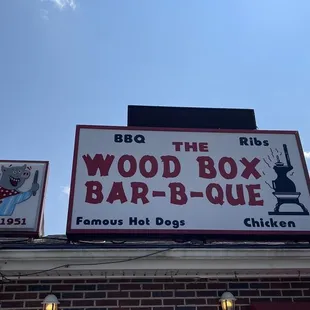 BBQ
Ribs
THE
WOOD BOX
BAR-B-QUE
Famous Hot Dogs
Chicken
1951